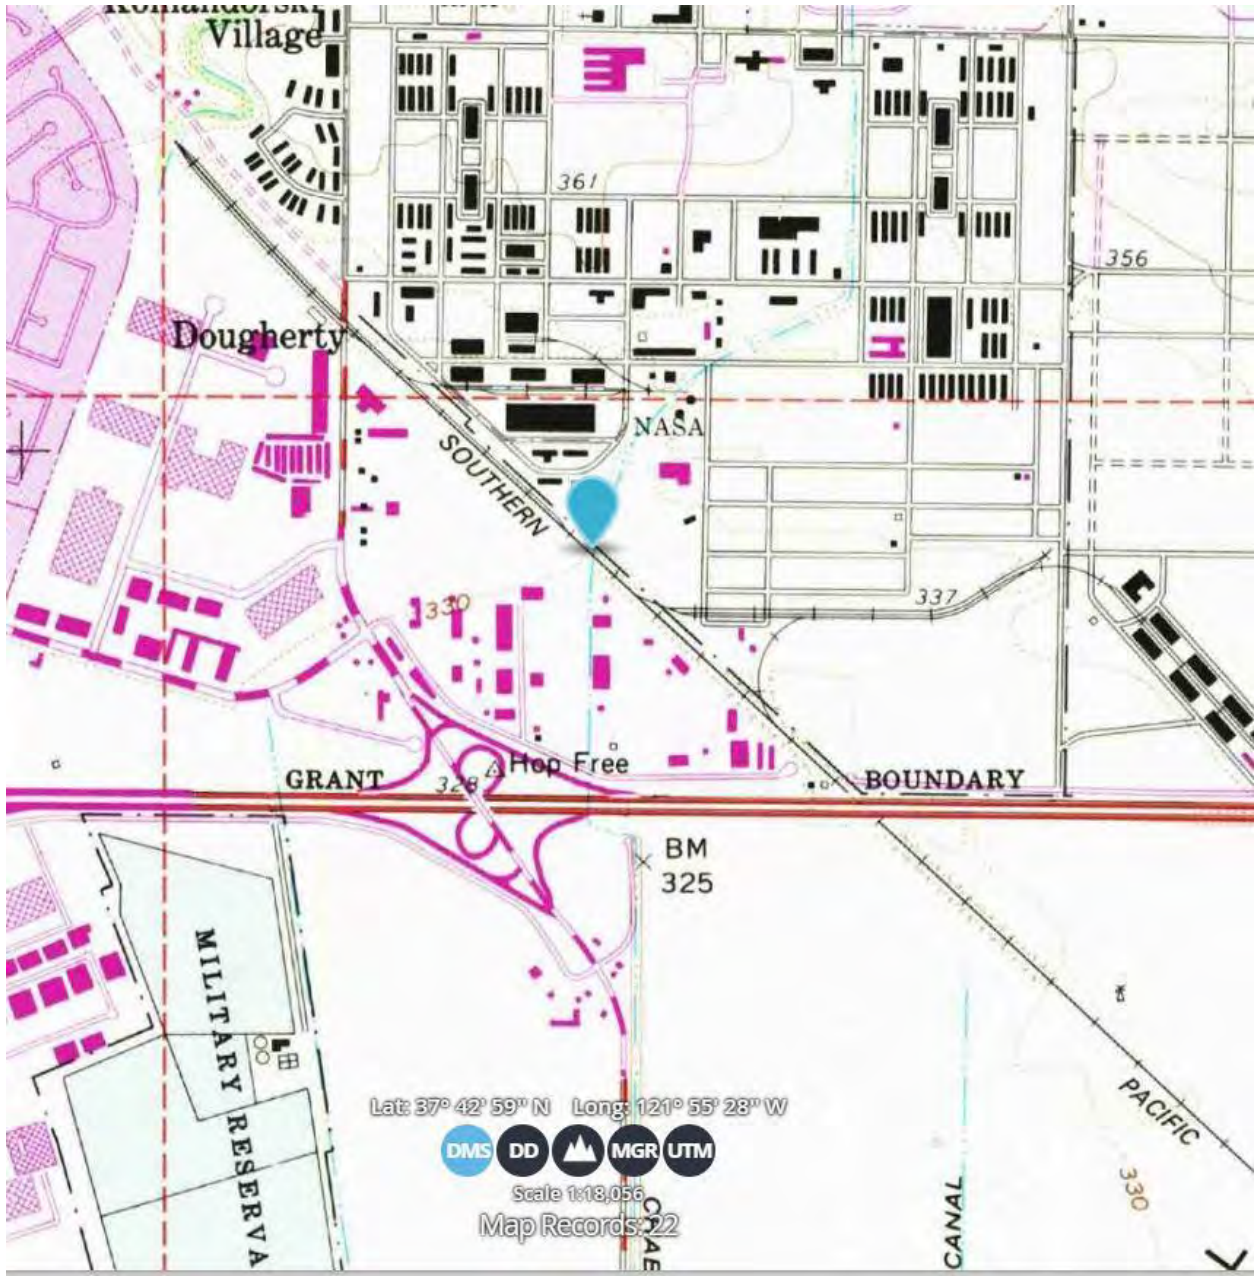 Komandorski
Village
361
356
Dougherty
NASA
SOUTHERN
330
337
Hop Free
GRANT
328
BOUNDARY
BM
325
MILITARY RESERVA
PACIFIC
330
CANAL
Lat: 37° 42' 59" N Long: 121° 55' 28" W
DMS DD MGR UTM
Scale 1:18,056
Map Records: 22